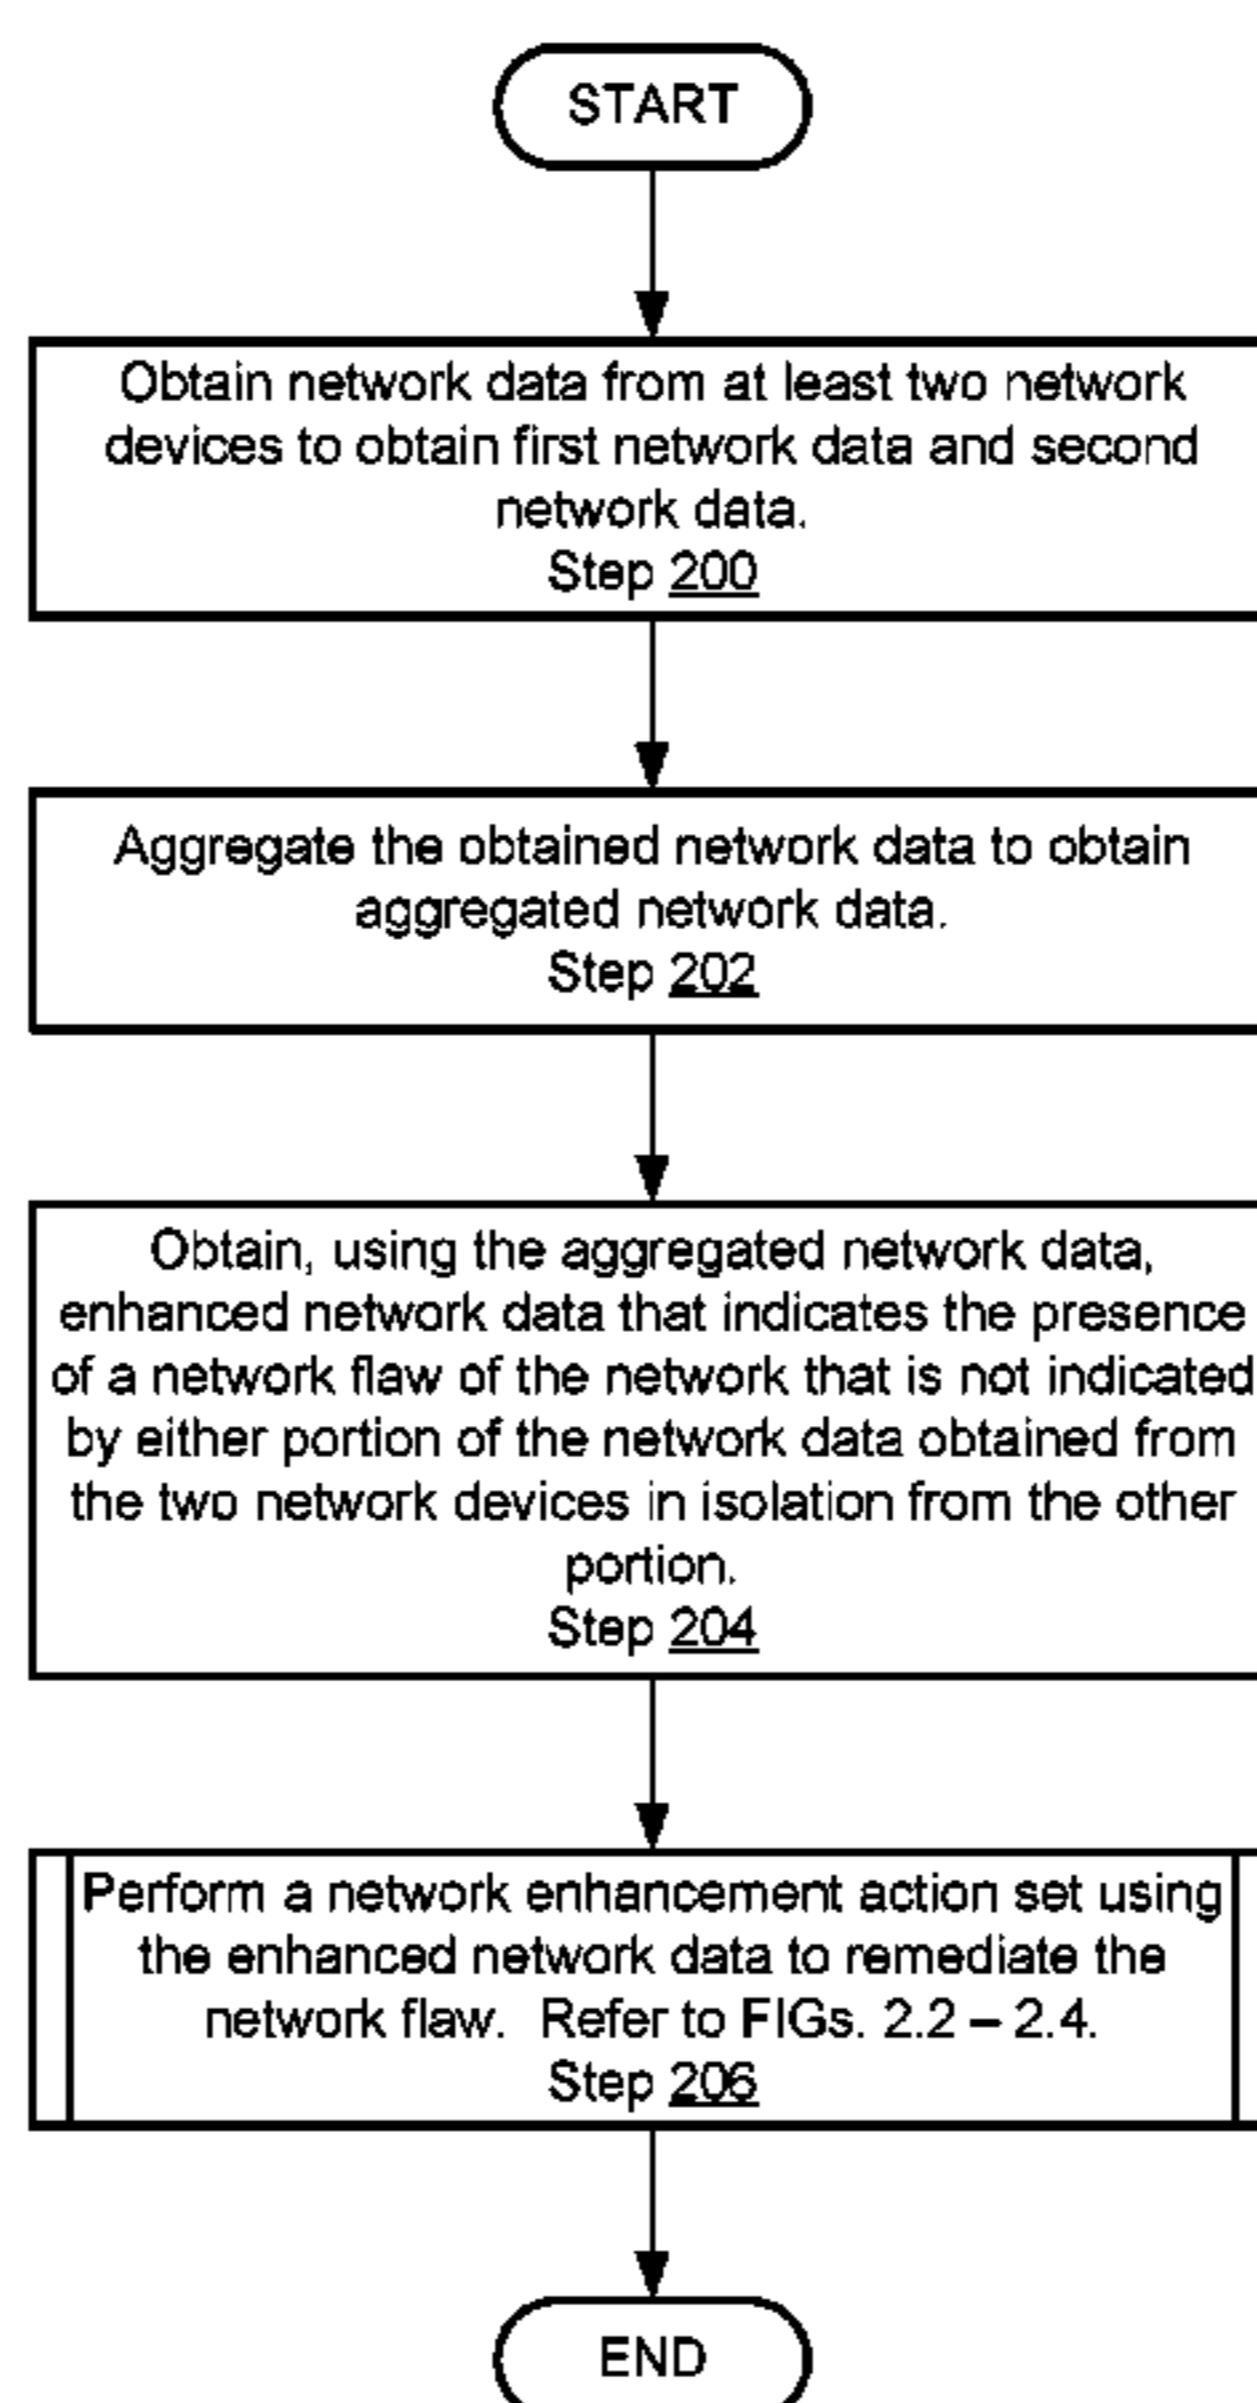 START
Obtain network data from at least two network
devices to obtain first network data and second
network data.
Step 200
Aggregate the obtained network data to obtain
aggregated network data.
Step 202
Obtain, using the aggregated network data,
enhanced network data that indicates the presence
of a network flaw of the network that is not indicated
by either portion of the network data obtained from
the two network devices in isolation from the other
portion.
Step 204
Perform a network enhancement action set using
the enhanced network data to remediate the
network flaw.  Refer to FIGs. 2.2 – 2.4.
Step 206
END